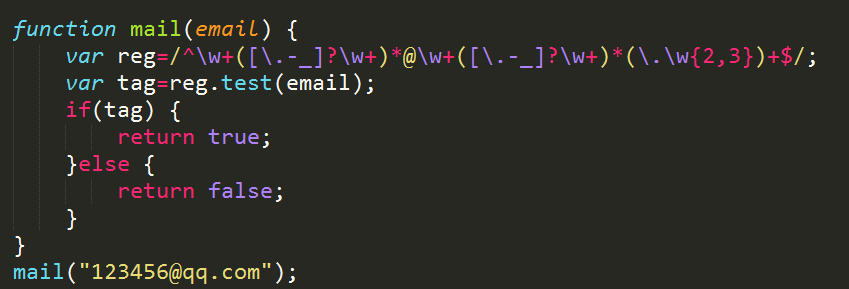 function mail(email) {
    var reg=/^\w+([\.-_]?\w+)*@\w+([\.-_]?\w+)*(\.\w{2,3})+$/;
    var tag=reg.test(email);
    if(tag) {
        return true;
    }else {
        return false;
    }
}
mail("123456@qq.com");